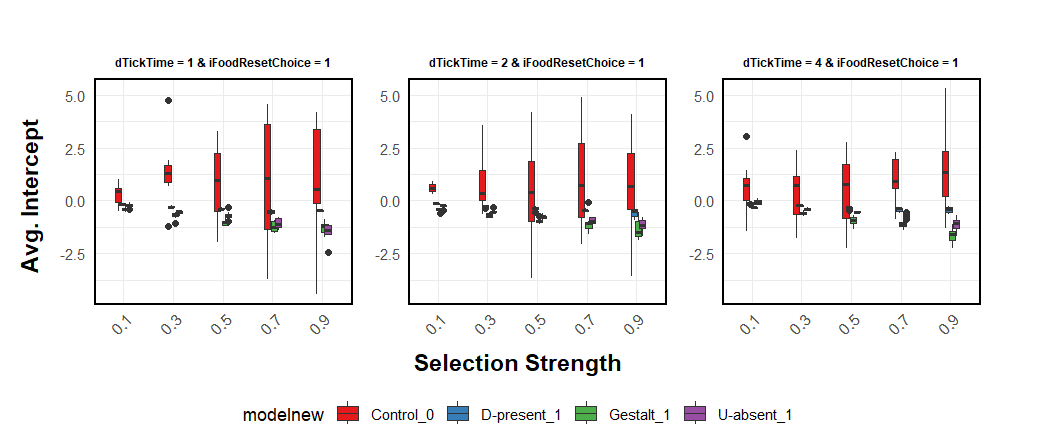 dTickTime = 1 & iFoodResetChoice = 1
dTickTime = 2 & iFoodResetChoice = 1
dTickTime = 4 & iFoodResetChoice = 1
Avg. Intercept
5.0
2.5
0.0
-2.5
0.1 0.3 0.5 0.7 0.9
5.0
2.5
0.0
-2.5
0.1 0.3 0.5 0.7 0.9
5.0
2.5
0.0
-2.5
0.1 0.3 0.5 0.7 0.9
Selection Strength
modelnew Control_0 D-present_1 Gestalt_1 U-absent_1